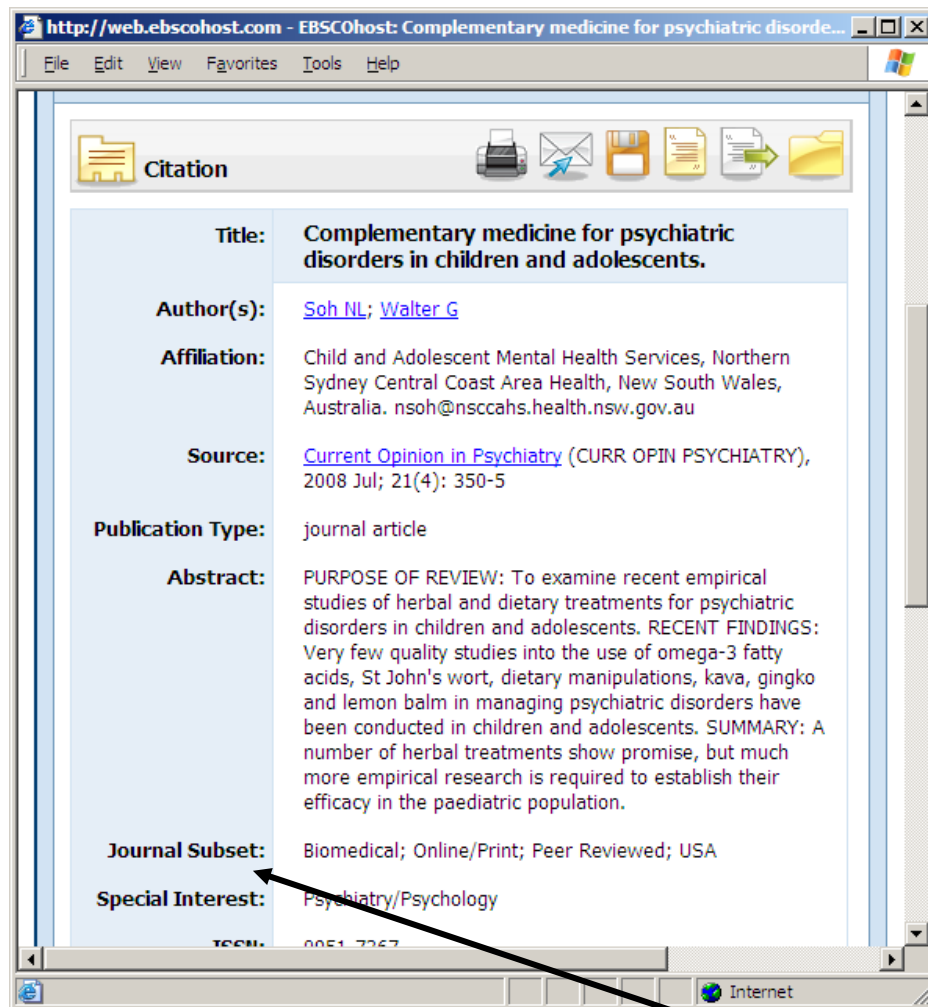 http://web.ebscohost.com - EBSCOhost: Complementary medicine for psychiatric disorde...
File Edit View Favorites Tools Help
Citation
Title: Complementary medicine for psychiatric
disorders in children and adolescents.
Author(s): Soh NL; Walter G
Affiliation: Child and Adolescent Mental Health Services, Northern
Sydney Central Coast Area Health, New South Wales,
Australia. nsoh@nsccahs.health.nsw.gov.au
Source: Current Opinion in Psychiatry (CURR OPIN PSYCHIATRY),
2008 Jul; 21(4): 350-5
Publication Type: journal article
Abstract: PURPOSE OF REVIEW: To examine recent empirical
studies of herbal and dietary treatments for psychiatric
disorders in children and adolescents. RECENT FINDINGS:
Very few quality studies into the use of omega-3 fatty
acids, St John's wort, dietary manipulations, kava, gingko
and lemon balm in managing psychiatric disorders have
been conducted in children and adolescents. SUMMARY: A
number of herbal treatments show promise, but much
more empirical research is required to establish their
efficacy in the paediatric population.
Journal Subset: Biomedical; Online/Print; Peer Reviewed; USA
Special Interest: Psychiatry/Psychology
ISSN: 0951-7367
Internet